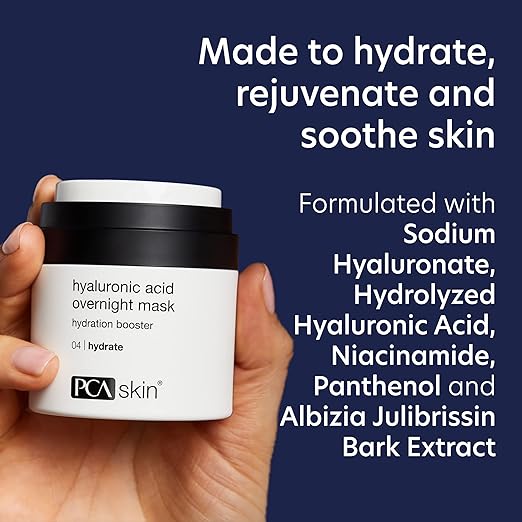 Made to hydrate,
rejuvenate and
soothe skin
Formulated with
Sodium
Hyaluronate,
Hydrolyzed
Hyaluronic Acid,
Niacinamide,
Panthenol and
Albizia Julibrissin
Bark Extract
hyaluronic acid
overnight mask
hydration booster
04 | hydrate
PCA skin®